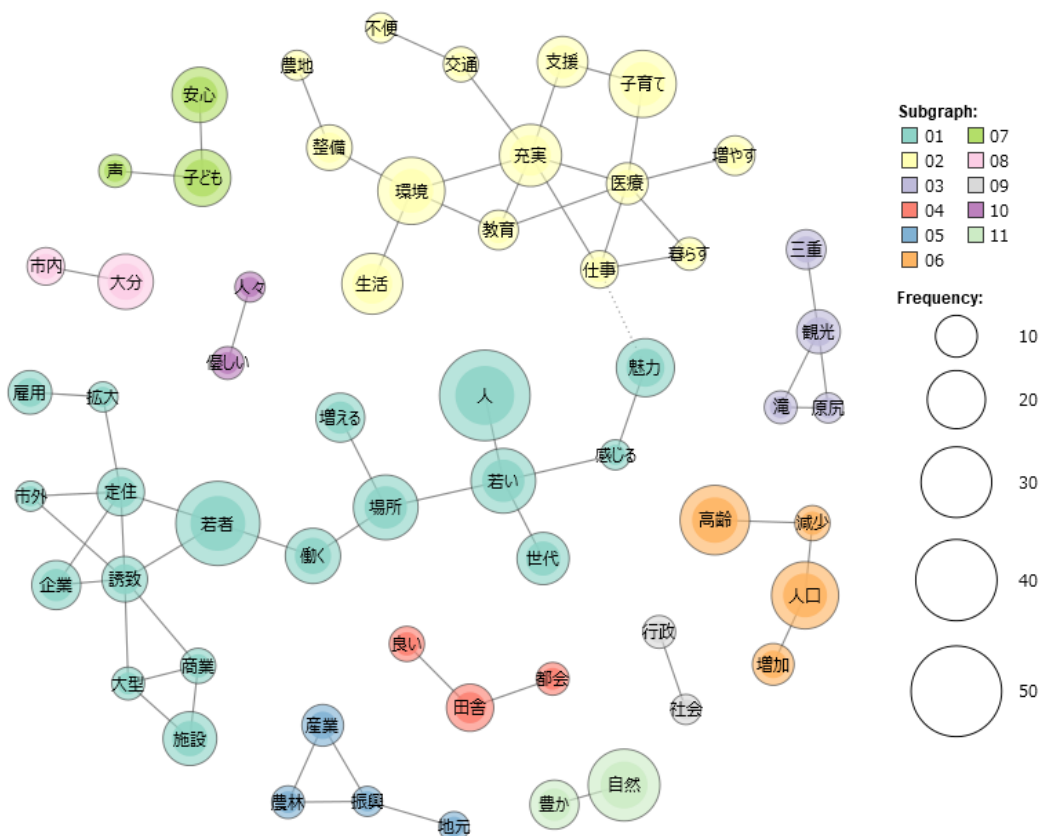 不便
農地
交通
支援
子育て
安心
整備
充実
増やす
声
子ども
環境
医療
教育
三重
市内
大分
生活
仕事
暮らす
人々
観光
優しい
魅力
雇用
拡大
人
滝
原尻
増える
感じる
市外
定住
若者
場所
若い
高齢
減少
企業
誘致
働く
世代
人口
行政
良い
都会
増加
大型
商業
田舎
社会
施設
産業
農林
振興
地元
豊か
自然
Subgraph:
01 07
02 08
03 09
04 10
05 11
06
Frequency:
10
20
30
40
50